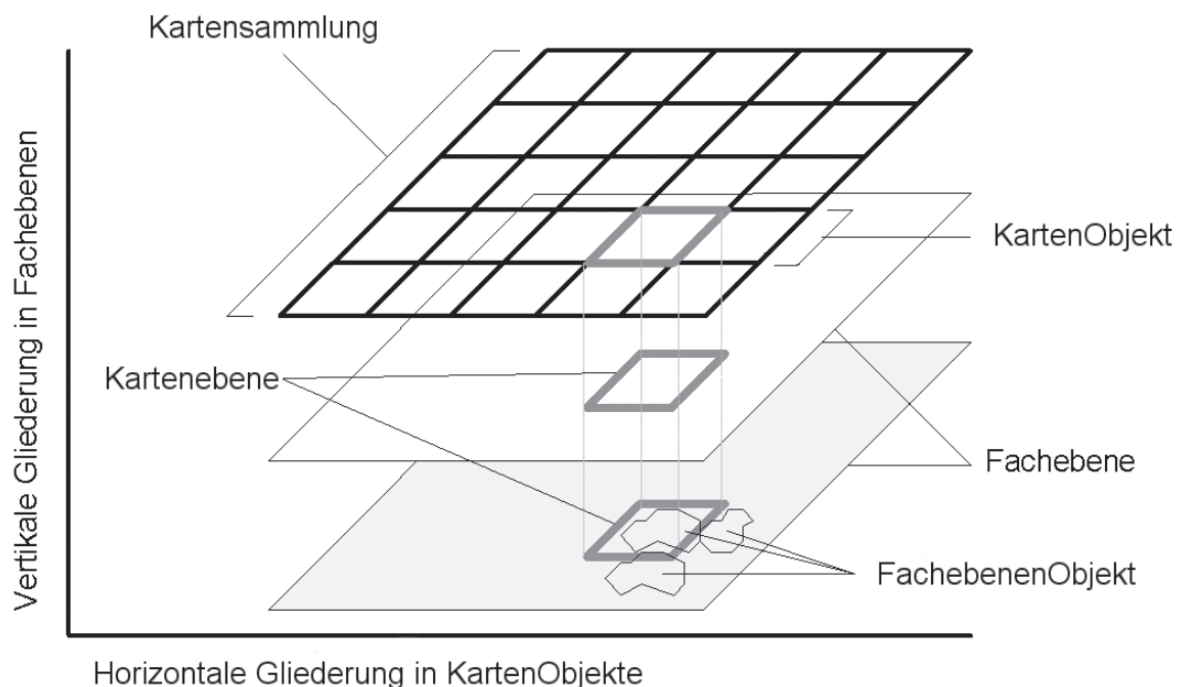 Kartensammlung
Vertikale Gliederung in Fachebenen
KartenObjekt
Kartenebene
Fachebene
FachebenenObjekt
Horizontale Gliederung in KartenObjekte